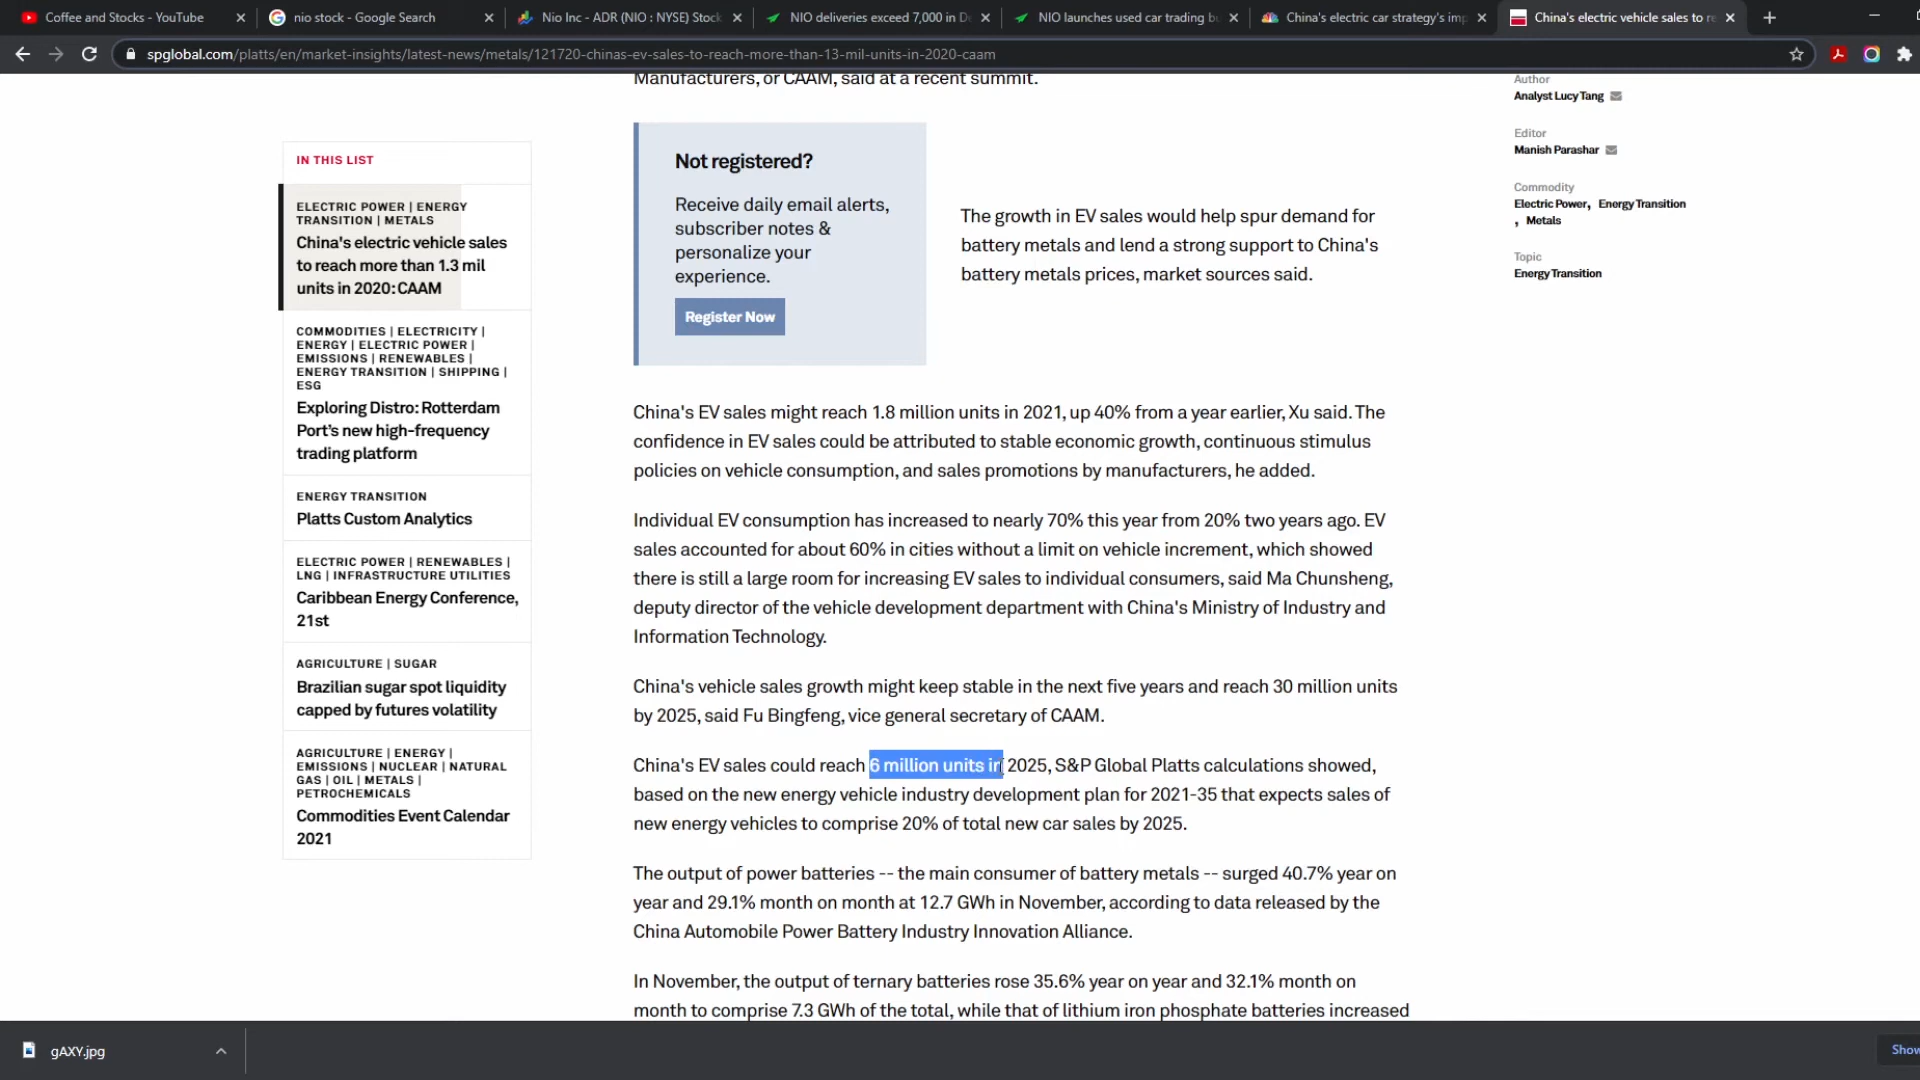 Coffee and Stocks - YouTube
nio stock - Google Search
Nio Inc - ADR (NIO : NYSE) Stock
NIO deliveries exceed 7,000 in D
NIO launches used car trading b
China's electric car strategy's imp
China's electric vehicle sales to re
spglobal.com/platts/en/market-insights/latest-news/metals/121720-chinas-ev-sales-to-reach-more-than-13-mil-units-in-2020-caam
Manufacturers, or CAAM, said at a recent summit.
IN THIS LIST
ELECTRIC POWER | ENERGY
TRANSITION | METALS
China's electric vehicle sales
to reach more than 1.3 mil
units in 2020: CAAM
COMMODITIES | ELECTRICITY |
ENERGY | ELECTRIC POWER |
EMISSIONS | RENEWABLES |
ENERGY TRANSITION | SHIPPING |
ESG
Exploring Distro: Rotterdam
Port's new high-frequency
trading platform
ENERGY TRANSITION
Platts Custom Analytics
ELECTRIC POWER | RENEWABLES |
LNG | INFRASTRUCTURE UTILITIES
Caribbean Energy Conference,
21st
AGRICULTURE | SUGAR
Brazilian sugar spot liquidity
capped by futures volatility
AGRICULTURE | ENERGY |
EMISSIONS | NUCLEAR | NATURAL
GAS | OIL | METALS |
PETROCHEMICALS
Commodities Event Calendar
2021
Not registered?
Receive daily email alerts,
subscriber notes &
personalize your
experience.
Register Now
The growth in EV sales would help spur demand for
battery metals and lend a strong support to China's
battery metals prices, market sources said.
China's EV sales might reach 1.8 million units in 2021, up 40% from a year earlier, Xu said. The
confidence in EV sales could be attributed to stable economic growth, continuous stimulus
policies on vehicle consumption, and sales promotions by manufacturers, he added.
Individual EV consumption has increased to nearly 70% this year from 20% two years ago. EV
sales accounted for about 60% in cities without a limit on vehicle increment, which showed
there is still a large room for increasing EV sales to individual consumers, said Ma Chunsheng,
deputy director of the vehicle development department with China's Ministry of Industry and
Information Technology.
China's vehicle sales growth might keep stable in the next five years and reach 30 million units
by 2025, said Fu Bingfeng, vice general secretary of CAAM.
China's EV sales could reach 6 million units in 2025, S&P Global Platts calculations showed,
based on the new energy vehicle industry development plan for 2021-35 that expects sales of
new energy vehicles to comprise 20% of total new car sales by 2025.
The output of power batteries -- the main consumer of battery metals -- surged 40.7% year on
year and 29.1% month on month at 12.7 GWh in November, according to data released by the
China Automobile Power Battery Industry Innovation Alliance.
In November, the output of ternary batteries rose 35.6% year on year and 32.1% month on
month to comprise 7.3 GWh of the total, while that of lithium iron phosphate batteries increased
Author
Analyst Lucy Tang
Editor
Manish Parashar
Commodity
Electric Power, Energy Transition
, Metals
Topic
Energy Transition
gAXY.jpg
Show